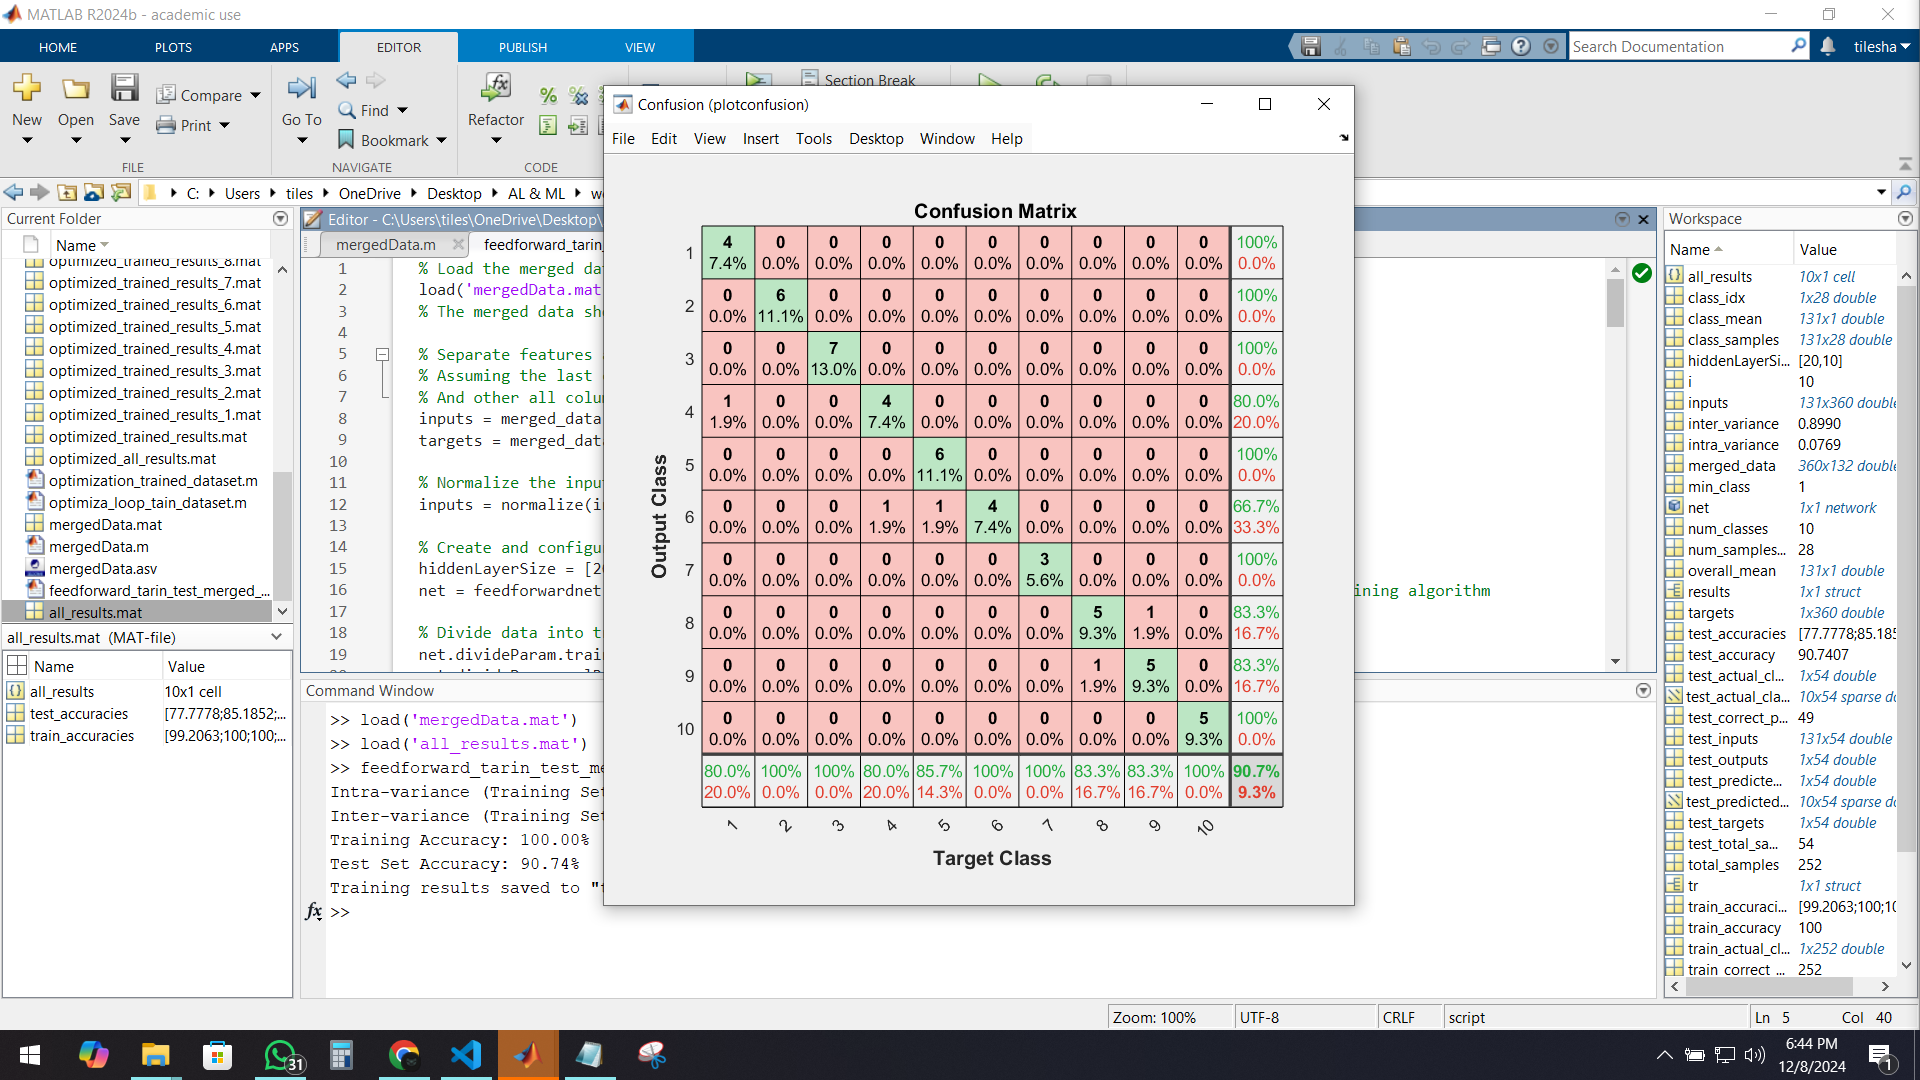 MATLAB R2024b - academic use
HOME
PLOTS
APPS
EDITOR
PUBLISH
VIEW
Search Documentation
tilesha
New
Open
Save
Compare
Print
Go To
Find
Bookmark
Refactor
Section Break
FILE
NAVIGATE
CODE
C:
Users
tiles
OneDrive
Desktop
AL & ML
Current Folder
Name
optimized_trained_results_8.mat
optimized_trained_results_7.mat
optimized_trained_results_6.mat
optimized_trained_results_5.mat
optimized_trained_results_4.mat
optimized_trained_results_3.mat
optimized_trained_results_2.mat
optimized_trained_results_1.mat
optimized_trained_results.mat
optimized_all_results.mat
optimization_trained_dataset.m
optimiza_loop_tain_dataset.m
mergedData.mat
mergedData.m
mergedData.asv
feedforward_tarin_test_merged_...
all_results.mat
all_results.mat (MAT-file)
Name Value
all_results 10x1 cell
test_accuracies [77.7778;85.1852;...
train_accuracies [99.2063;100;100;...
Editor - C:\Users\tiles\OneDrive\Desktop\
mergedData.m
feedforward_tarin_
1 % Load the merged da
2 load('mergedData.mat
3 % The merged data sh
4
5 % Separate features
6 % Assuming the last
7 % And other all colu
8 inputs = merged_data
9 targets = merged_dat
10
11 % Normalize the inpu
12 inputs = normalize(i
13
14 % Create and configu
15 hiddenLayerSize = [2
16 net = feedforwardnet
ining algorithm
17
18 % Divide data into t
19 net.divideParam.trai
Command Window
>> load('mergedData.mat')
>> load('all_results.mat')
>> feedforward_tarin_test_me
Intra-variance (Training Set
Inter-variance (Training Set
Training Accuracy: 100.00%
Test Set Accuracy: 90.74%
Training results saved to "t
fx >>
Confusion (plotconfusion)
File Edit View Insert Tools Desktop Window Help
Confusion Matrix
Output Class
1 4 0 0 0 0 0 0 0 0 0 100%
7.4% 0.0% 0.0% 0.0% 0.0% 0.0% 0.0% 0.0% 0.0% 0.0% 0.0%
2 0 6 0 0 0 0 0 0 0 0 100%
0.0% 11.1% 0.0% 0.0% 0.0% 0.0% 0.0% 0.0% 0.0% 0.0% 0.0%
3 0 0 7 0 0 0 0 0 0 0 100%
0.0% 0.0% 13.0% 0.0% 0.0% 0.0% 0.0% 0.0% 0.0% 0.0% 0.0%
4 1 0 0 4 0 0 0 0 0 0 80.0%
1.9% 0.0% 0.0% 7.4% 0.0% 0.0% 0.0% 0.0% 0.0% 0.0% 20.0%
5 0 0 0 0 6 0 0 0 0 0 100%
0.0% 0.0% 0.0% 0.0% 11.1% 0.0% 0.0% 0.0% 0.0% 0.0% 0.0%
6 0 0 0 1 1 4 0 0 0 0 66.7%
0.0% 0.0% 0.0% 1.9% 1.9% 7.4% 0.0% 0.0% 0.0% 0.0% 33.3%
7 0 0 0 0 0 0 3 0 0 0 100%
0.0% 0.0% 0.0% 0.0% 0.0% 0.0% 5.6% 0.0% 0.0% 0.0% 0.0%
8 0 0 0 0 0 0 0 5 1 0 83.3%
0.0% 0.0% 0.0% 0.0% 0.0% 0.0% 0.0% 9.3% 1.9% 0.0% 16.7%
9 0 0 0 0 0 0 0 1 5 0 83.3%
0.0% 0.0% 0.0% 0.0% 0.0% 0.0% 0.0% 1.9% 9.3% 0.0% 16.7%
10 0 0 0 0 0 0 0 0 0 5 100%
0.0% 0.0% 0.0% 0.0% 0.0% 0.0% 0.0% 0.0% 0.0% 9.3% 0.0%
80.0% 100% 100% 80.0% 85.7% 100% 100% 83.3% 83.3% 100% 90.7%
20.0% 0.0% 0.0% 20.0% 14.3% 0.0% 0.0% 16.7% 16.7% 0.0% 9.3%
1 2 3 4 5 6 7 8 9 10
Target Class
Workspace
Name Value
all_results 10x1 cell
class_idx 1x28 double
class_mean 131x1 double
class_samples 131x28 double
hiddenLayerSi... [20,10]
i 10
inputs 131x360 double
inter_variance 0.8990
intra_variance 0.0769
merged_data 360x132 double
min_class 1
net 1x1 network
num_classes 10
num_samples... 28
overall_mean 131x1 double
results 1x1 struct
targets 1x360 double
test_accuracies [77.7778;85.185
test_accuracy 90.7407
test_actual_cl... 1x54 double
test_actual_cla... 10x54 sparse do
test_correct_p... 49
test_inputs 131x54 double
test_outputs 1x54 double
test_predicte... 1x54 double
test_predicted... 10x54 sparse do
test_targets 1x54 double
test_total_sa... 54
total_samples 252
tr 1x1 struct
train_accuraci... [99.2063;100;10
train_accuracy 100
train_actual_cl... 1x252 double
train_correct_... 252
Zoom: 100% UTF-8 CRLF script Ln 5 Col 40
31
6:44 PM
12/8/2024
1